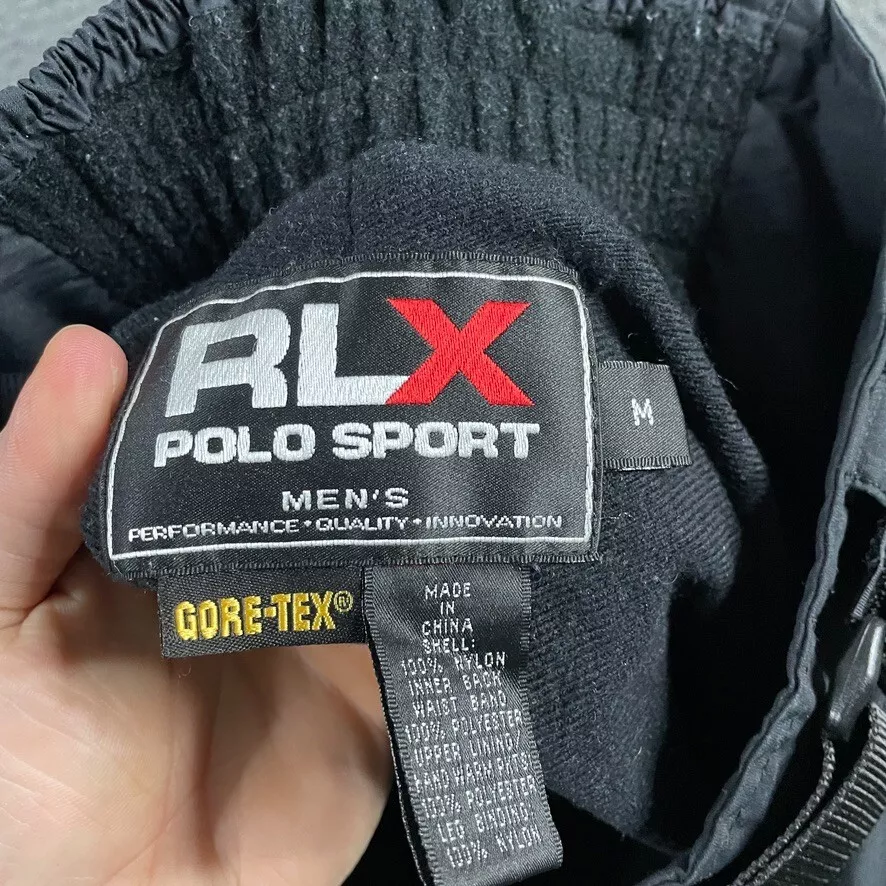 RLX
POLO SPORT
MEN'S
PERFORMANCE • QUALITY • INNOVATION
M
GORE-TEX®
MADE
IN
CHINA
SHELL:
100% NYLON
INNER BACK
WAIST BAND
100% POLYESTER
UPPER LINING/
HAND WARM PKTS:
100% POLYESTER
LEG BINDING:
100% NYLON